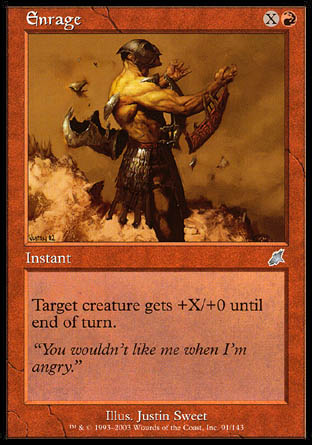 Enrage X
Instant
Target creature gets +X/+0 until
end of turn.
“You wouldn’t like me when I’m
angry.”
Illus. Justin Sweet
™ & © 1993–2003 Wizards of the Coast, Inc. 91/143